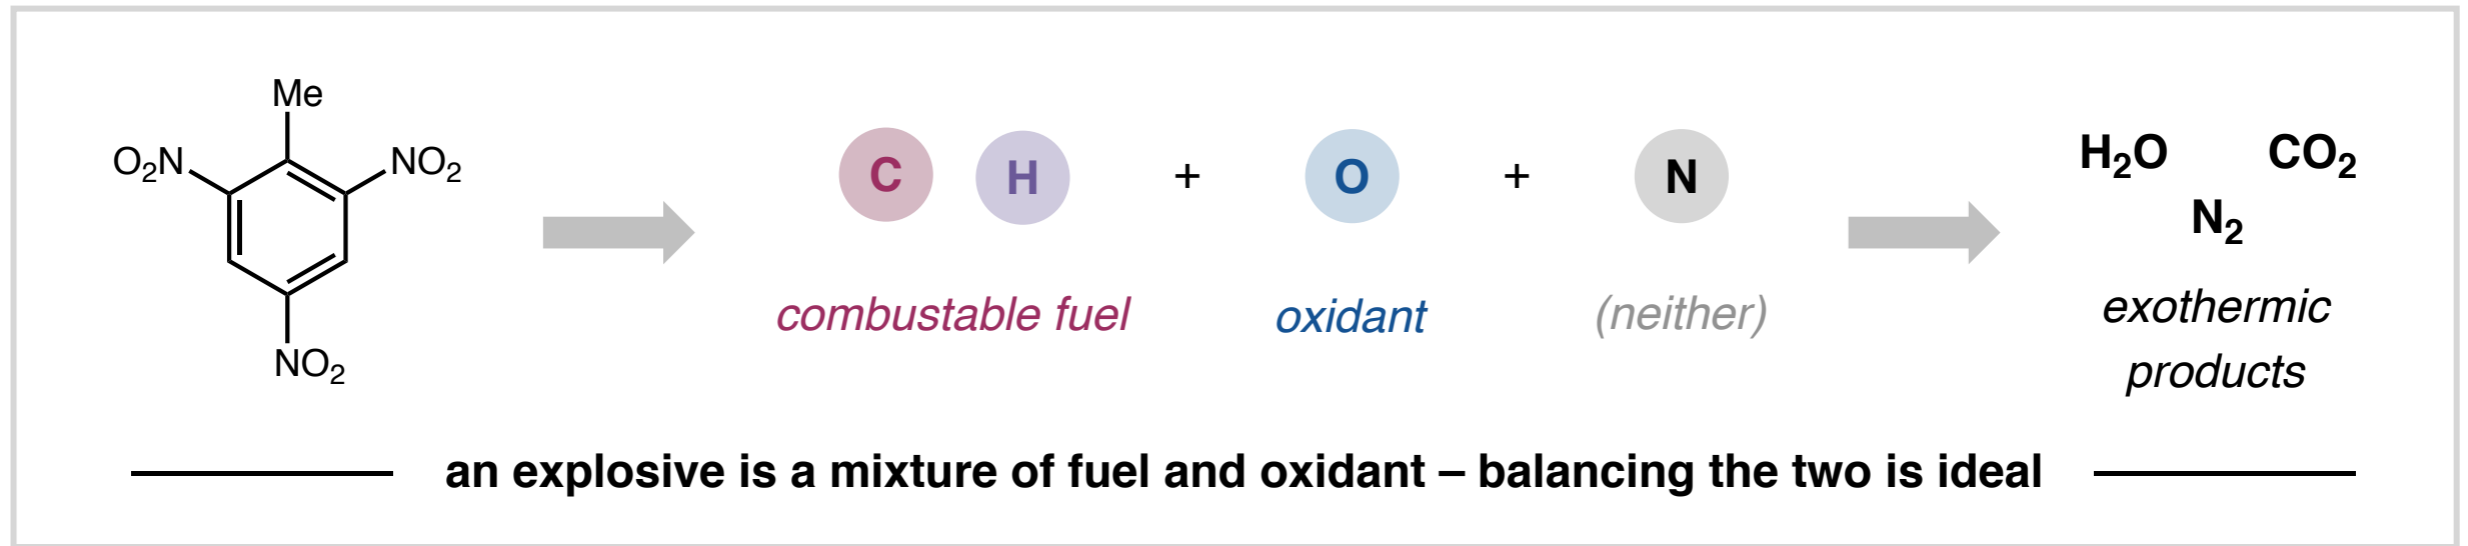 Me
O₂N
NO₂
NO₂
C H + O + N
combustable fuel
oxidant
(neither)
H₂O CO₂
N₂
exothermic
products
an explosive is a mixture of fuel and oxidant – balancing the two is ideal